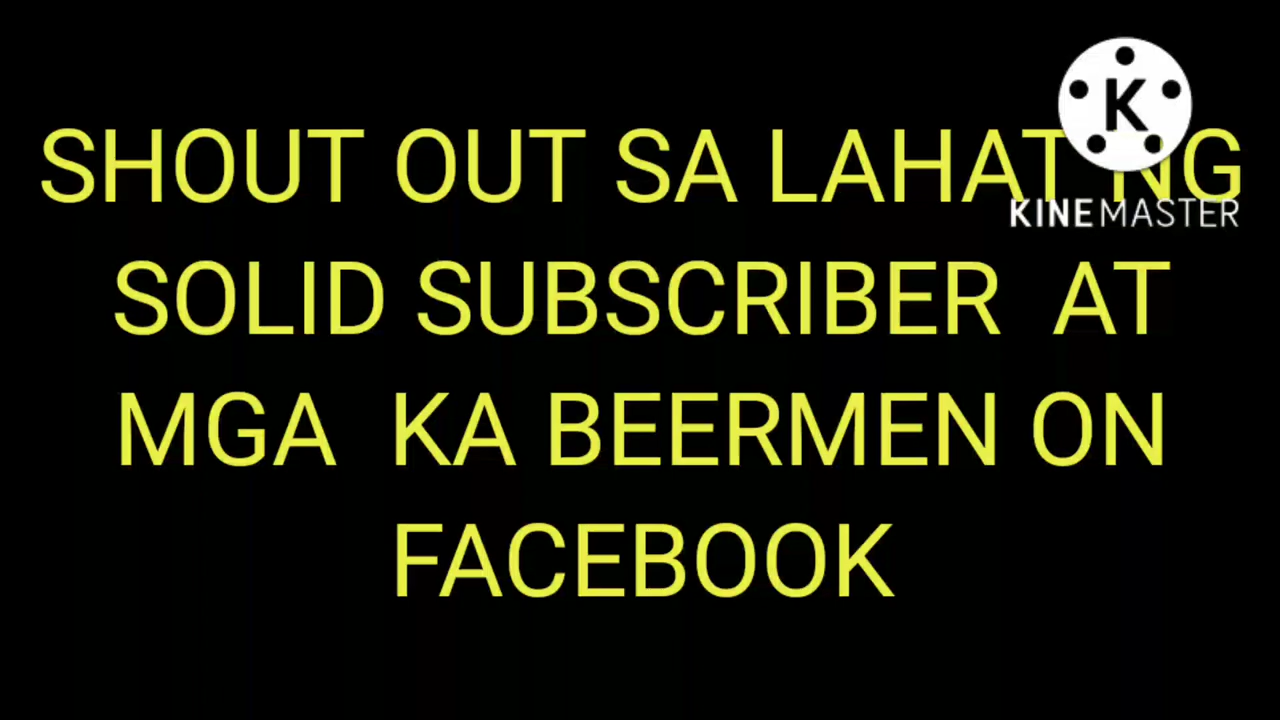 SHOUT OUT SA LAHAT NG
KINEMASTER
SOLID SUBSCRIBER AT
MGA KA BEERMEN ON
FACEBOOK